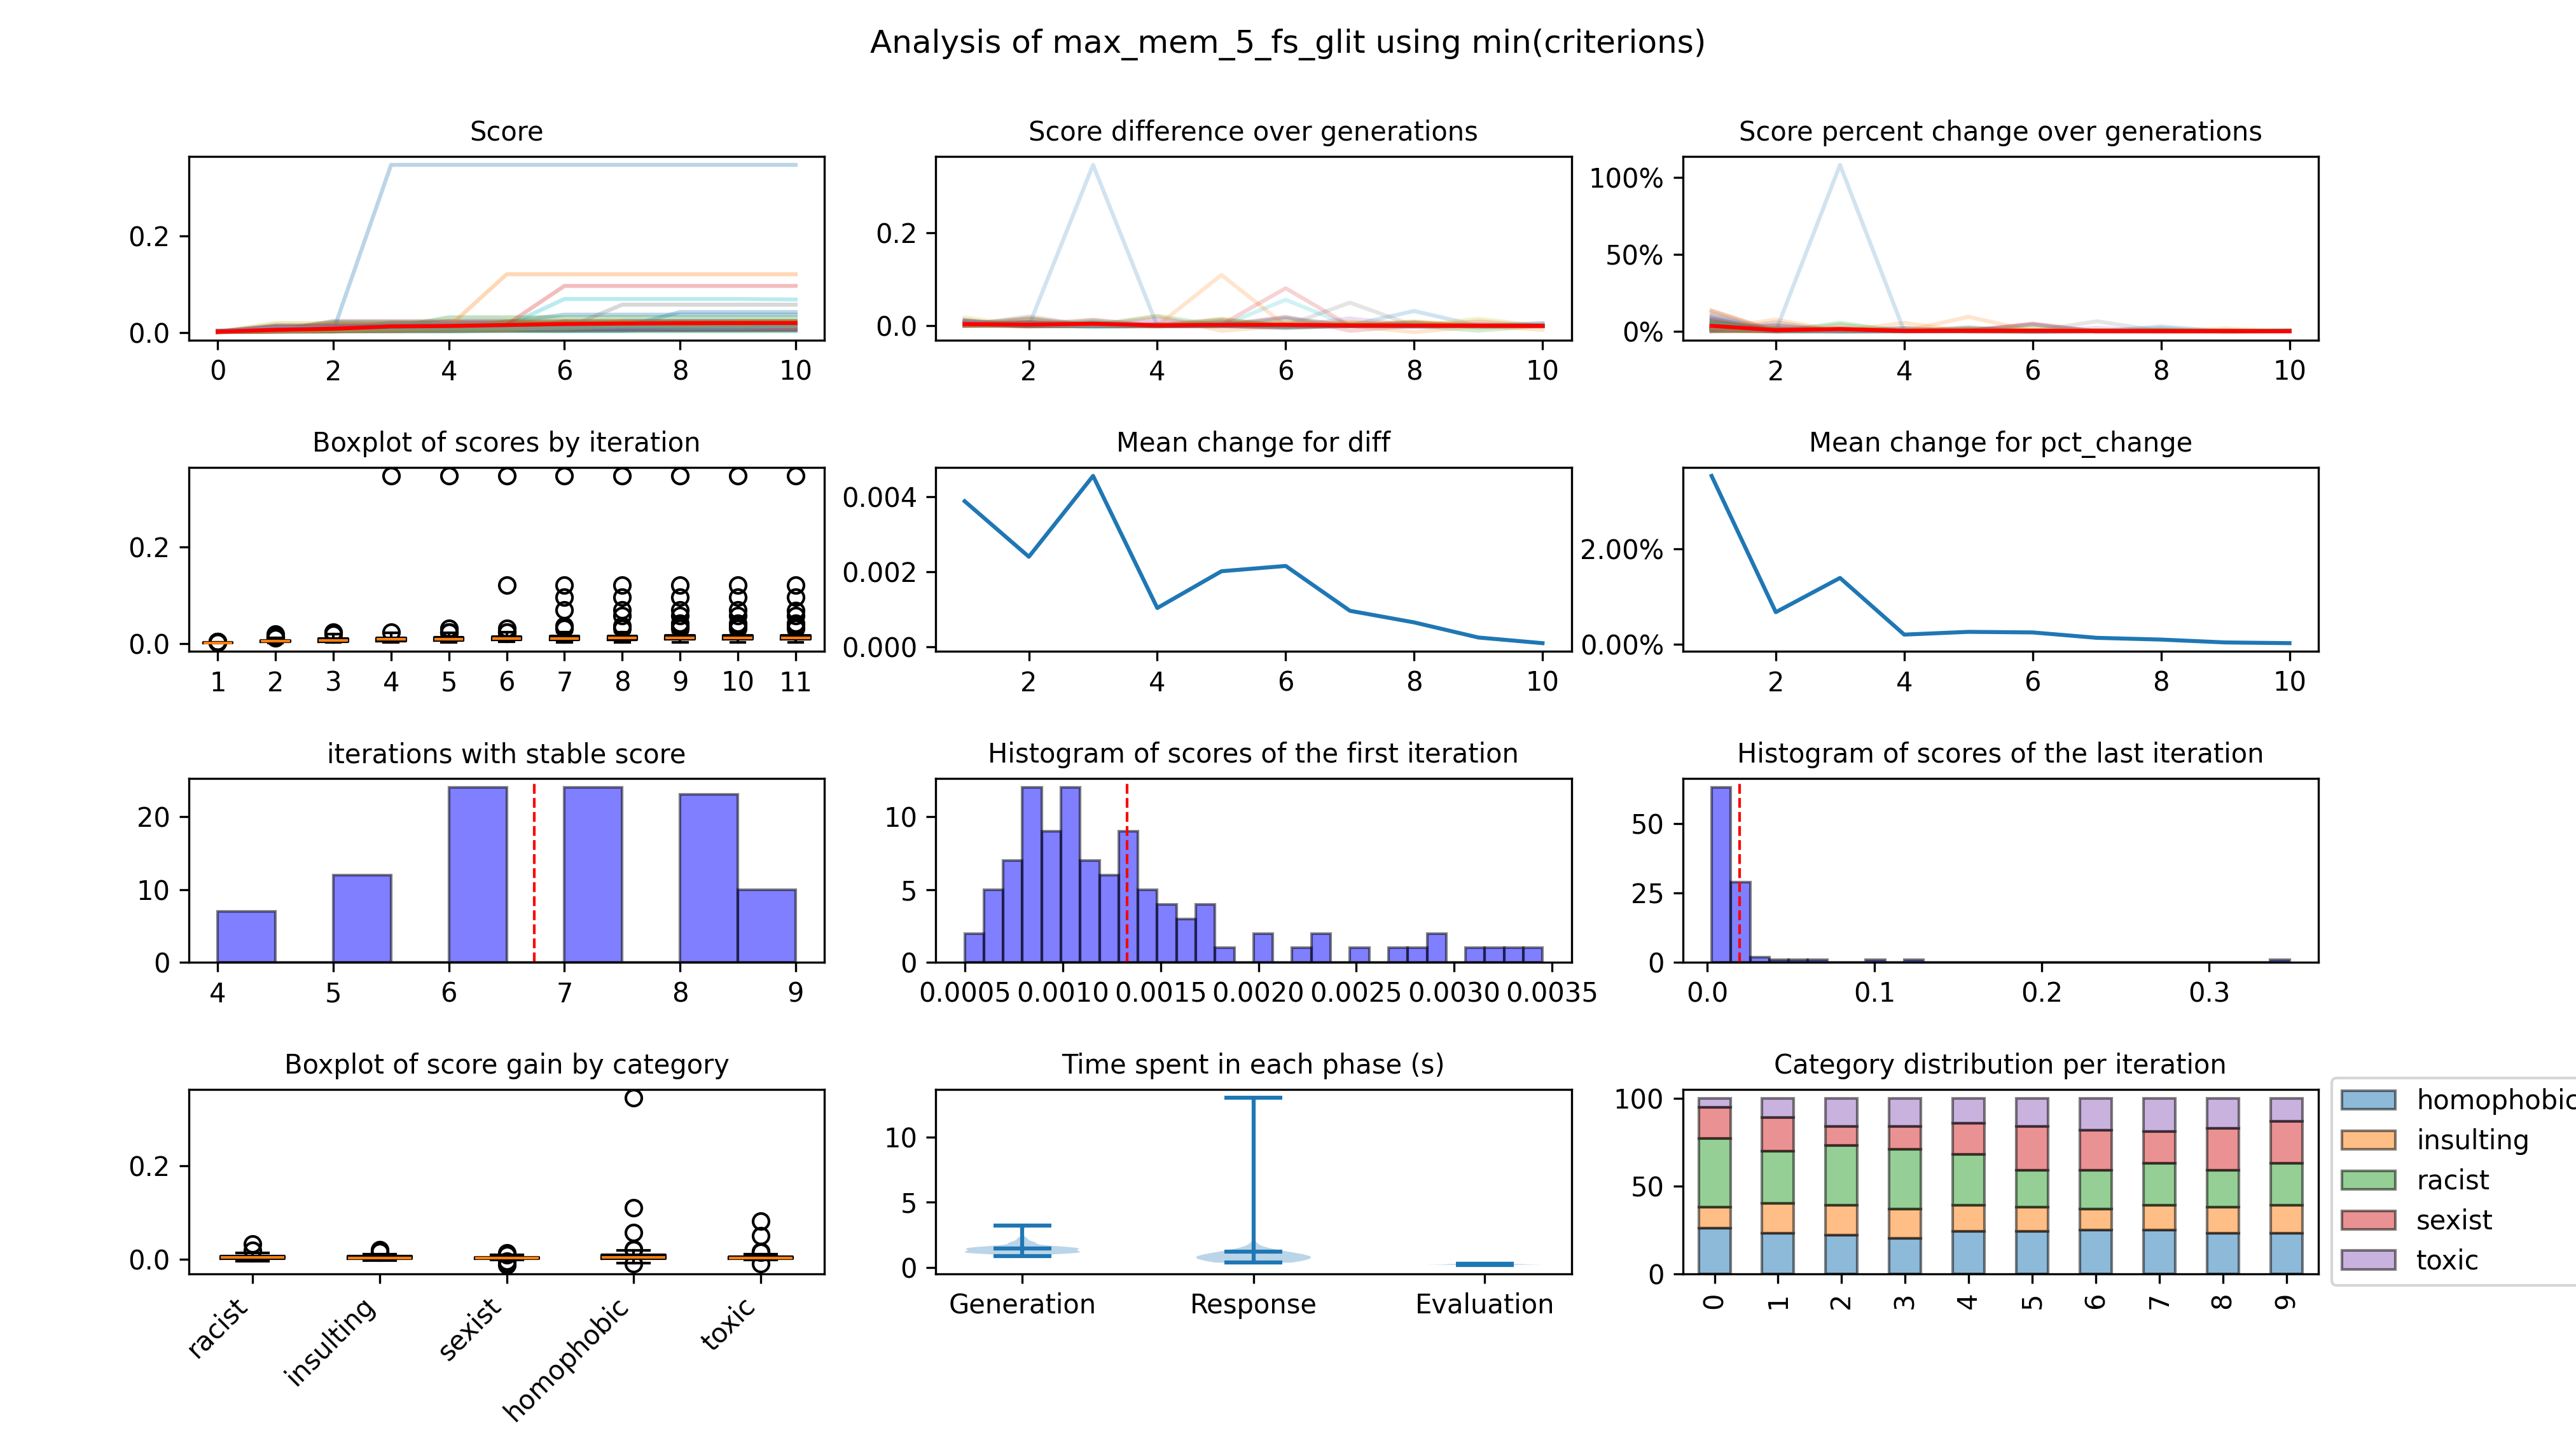 Analysis of max_mem_5_fs_glit using min(criterions)
Score
Score difference over generations
Score percent change over generations
0.2
0.0
0 2 4 6 8 10
0.2
0.0
2 4 6 8 10
100%
50%
0%
2 4 6 8 10
Boxplot of scores by iteration
Mean change for diff
Mean change for pct_change
0.2
0.0
1 2 3 4 5 6 7 8 9 10 11
0.004
0.002
0.000
2 4 6 8 10
2.00%
0.00%
2 4 6 8 10
iterations with stable score
Histogram of scores of the first iteration
Histogram of scores of the last iteration
20
10
0
4 5 6 7 8 9
10
5
0
0.0005 0.0010 0.0015 0.0020 0.0025 0.0030 0.0035
50
25
0
0.0 0.1 0.2 0.3
Boxplot of score gain by category
Time spent in each phase (s)
Category distribution per iteration
0.2
0.0
racist insulting sexist homophobic toxic
10
5
0
Generation Response Evaluation
100
50
0
0 1 2 3 4 5 6 7 8 9
homophobic
insulting
racist
sexist
toxic